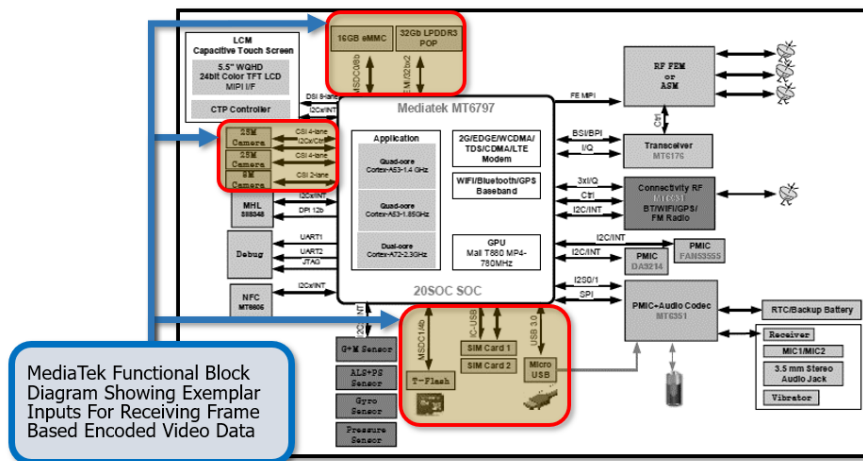 LCM
Capacitive Touch Screen
5.5" WQHD
24bit Color TFT LCD
MIPI I/F
CTP Controller
16GB eMMC
32Gb LPDDR3
POP
MSDC0/8b
EMI/32bx2
DSI 8-lane
I2Cx/INT
25M
Camera
25M
Camera
8M
Camera
CSI 4-lane
I2Cx/Ctrl
CSI 4-lane
CSI 2-lane
MHL
I2Cx/INT
DPI 12b
Debug
UART1
UART2
JTAG
NFC
MT6605
I2Cx/INT
Mediatek MT6797
Application
Quad-core
Cortex-A53-1.4 GHz
Quad-core
Cortex-A53-1.85GHz
Dual-core
Cortex-A72-2.3GHz
2G/EDGE/WCDMA/
TDS/CDMA/LTE
Modem
WIFI/Bluetooth/GPS
Baseband
GPU
Mali T880 MP4-
780MHz
20SOC SOC
FE MIPI
RF FEM
or
ASM
Ctrl
BSI/BPI
I/Q
Transceiver
MT6176
3xI/Q
Ctrl
I2C/INT
Connectivity RF
BT/WIFI/GPS/
FM Radio
I2C/INT
I2C/INT
PMIC
DA9214
PMIC
FAN53555
I2S0/1
SPI
PMIC+Audio Codec
MT6351
RTC/Backup Battery
Receiver
MIC1/MIC2
3.5 mm Stereo
Audio Jack
Vibrator
G+M Sensor
ALS+PS
Sensor
Gyro
Sensor
Pressure
Sensor
MSDC1/4b
IC-USB
USB 3.0
T-Flash
SIM Card 1
SIM Card 2
Micro
USB
MediaTek Functional Block
Diagram Showing Exemplar
Inputs For Receiving Frame
Based Encoded Video Data